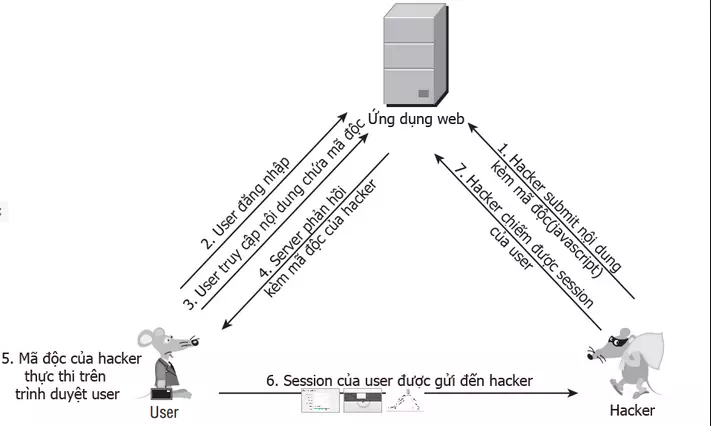 Ứng dụng web
1. Hacker submit nội dung
kèm mã độc(javascript)
2. User đăng nhập
3. User truy cập nội dung chứa mã độc
4. Server phản hồi
kèm mã độc của hacker
5. Mã độc của hacker
thực thi trên
trình duyệt user
6. Session của user được gửi đến hacker
7. Hacker chiếm được session
của user
User
Hacker